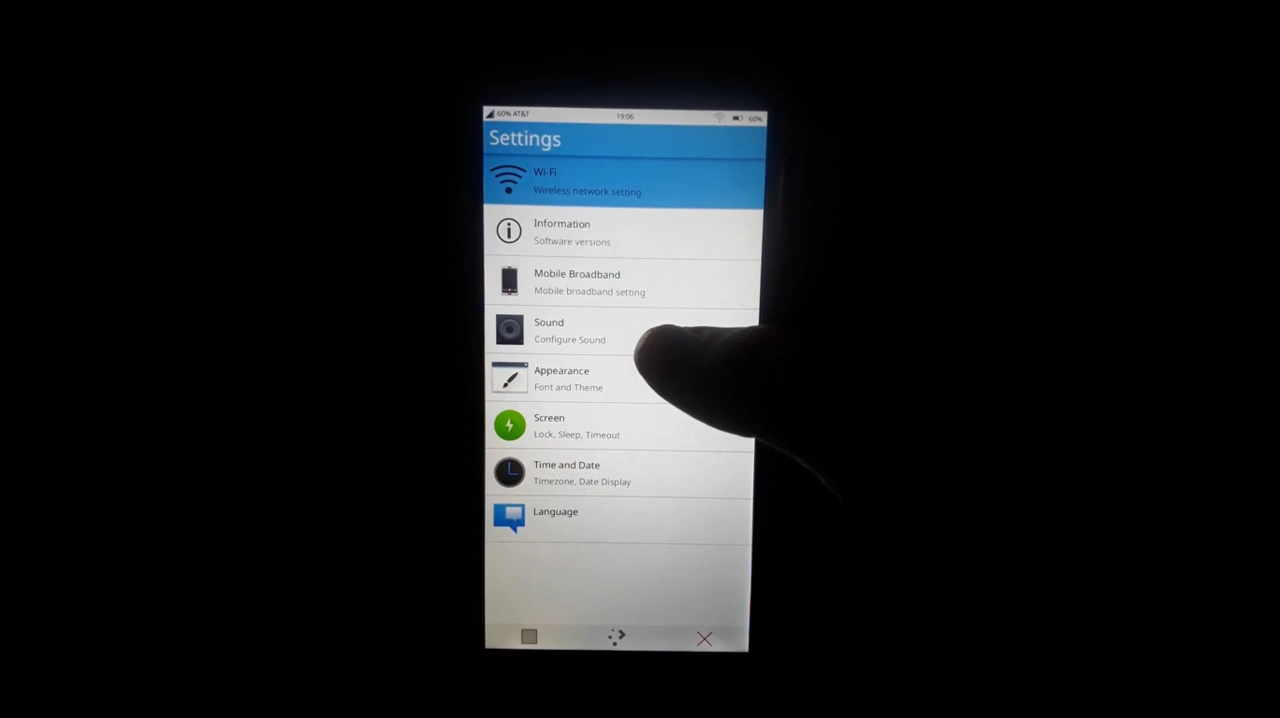 60% AT&T 19:06 60%
Settings
Wi-Fi
Wireless network setting
Information
Software versions
Mobile Broadband
Mobile broadband setting
Sound
Configure Sound
Appearance
Font and Theme
Screen
Lock, Sleep, Timeout
Time and Date
Timezone, Date Display
Language